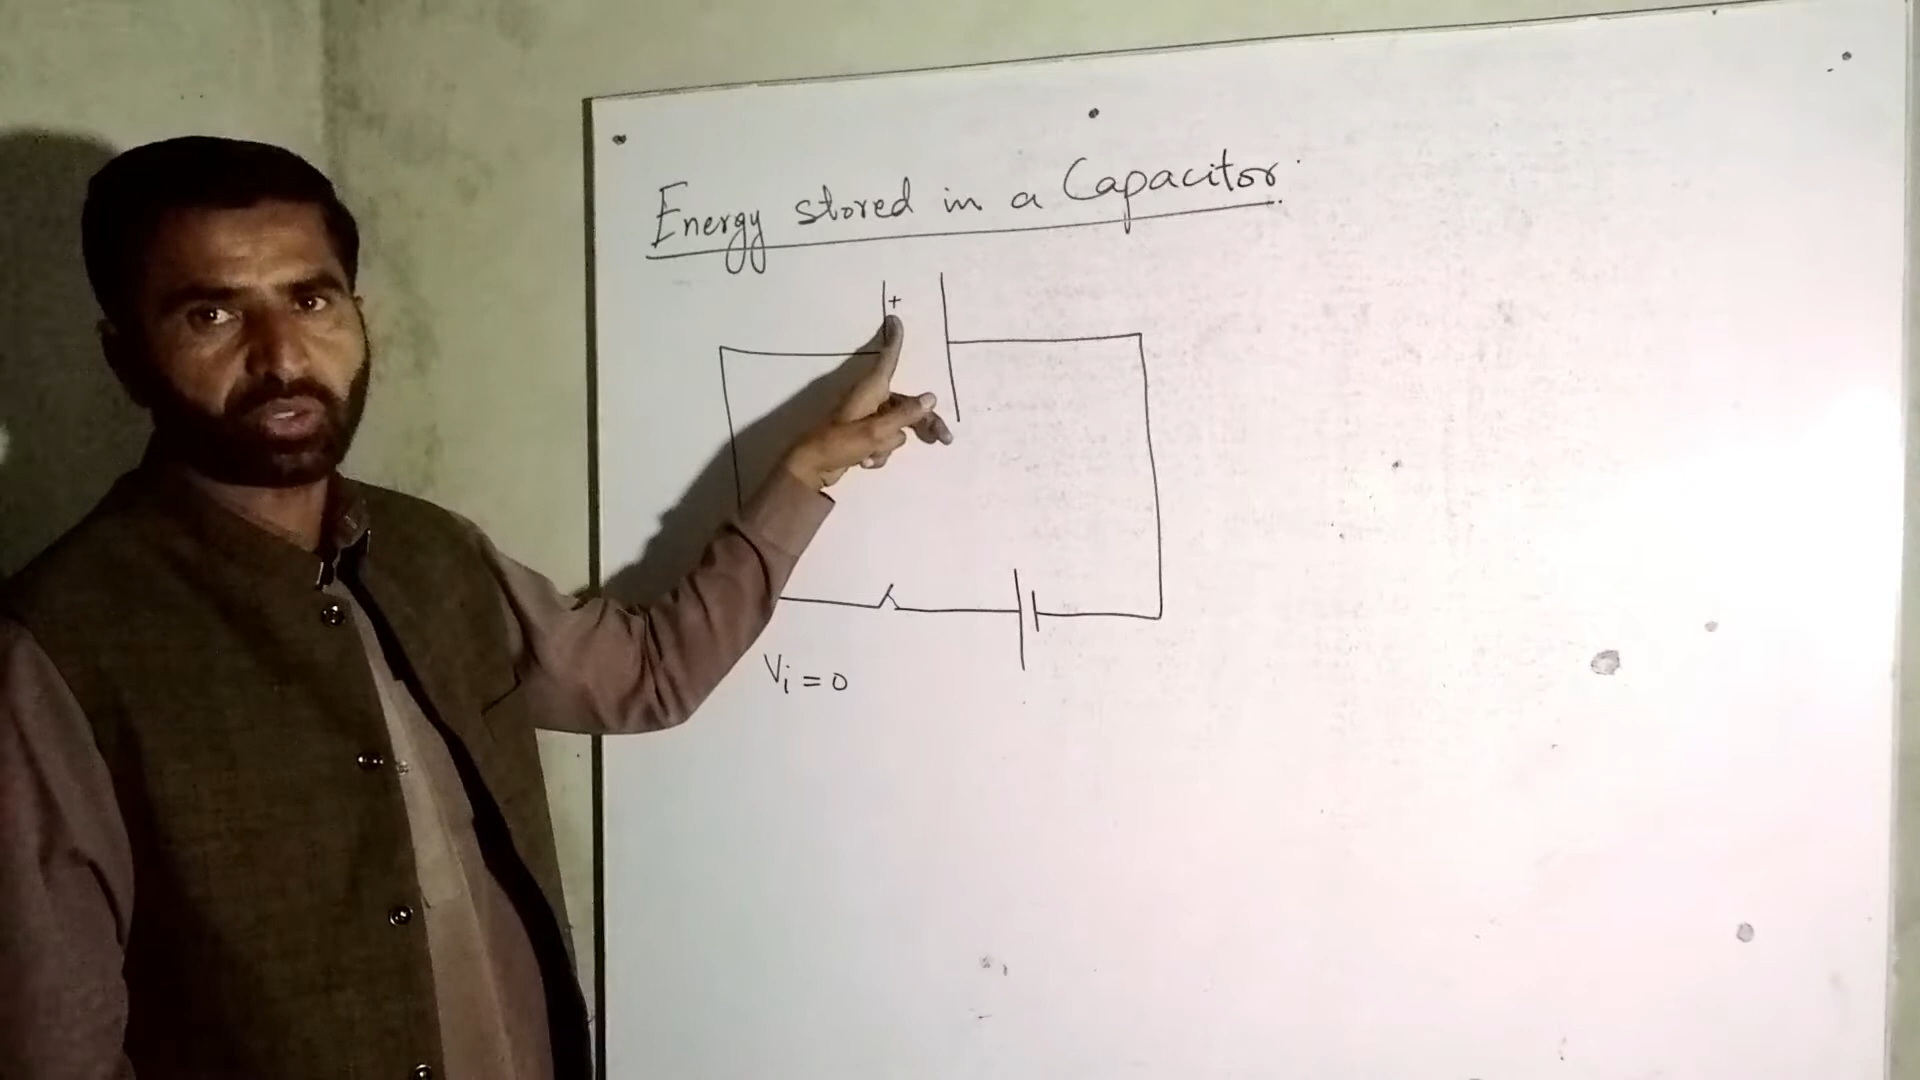 Energy stored in a Capacitor.
+
Vi = 0